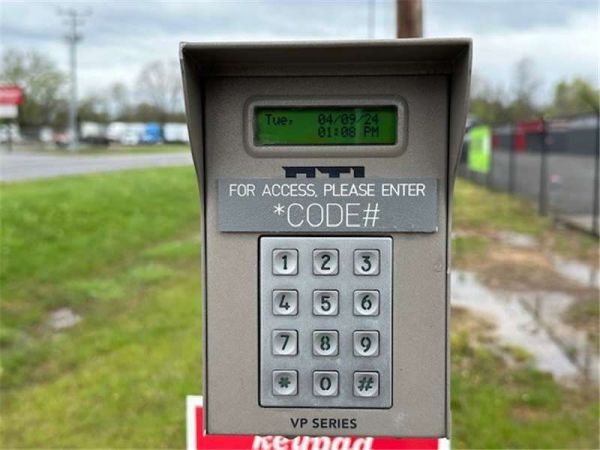 Tue, 04/09/24
01:08 PM
FOR ACCESS, PLEASE ENTER
*CODE#
1 2 3
4 5 6
7 8 9
* 0 #
VP SERIES
keypad